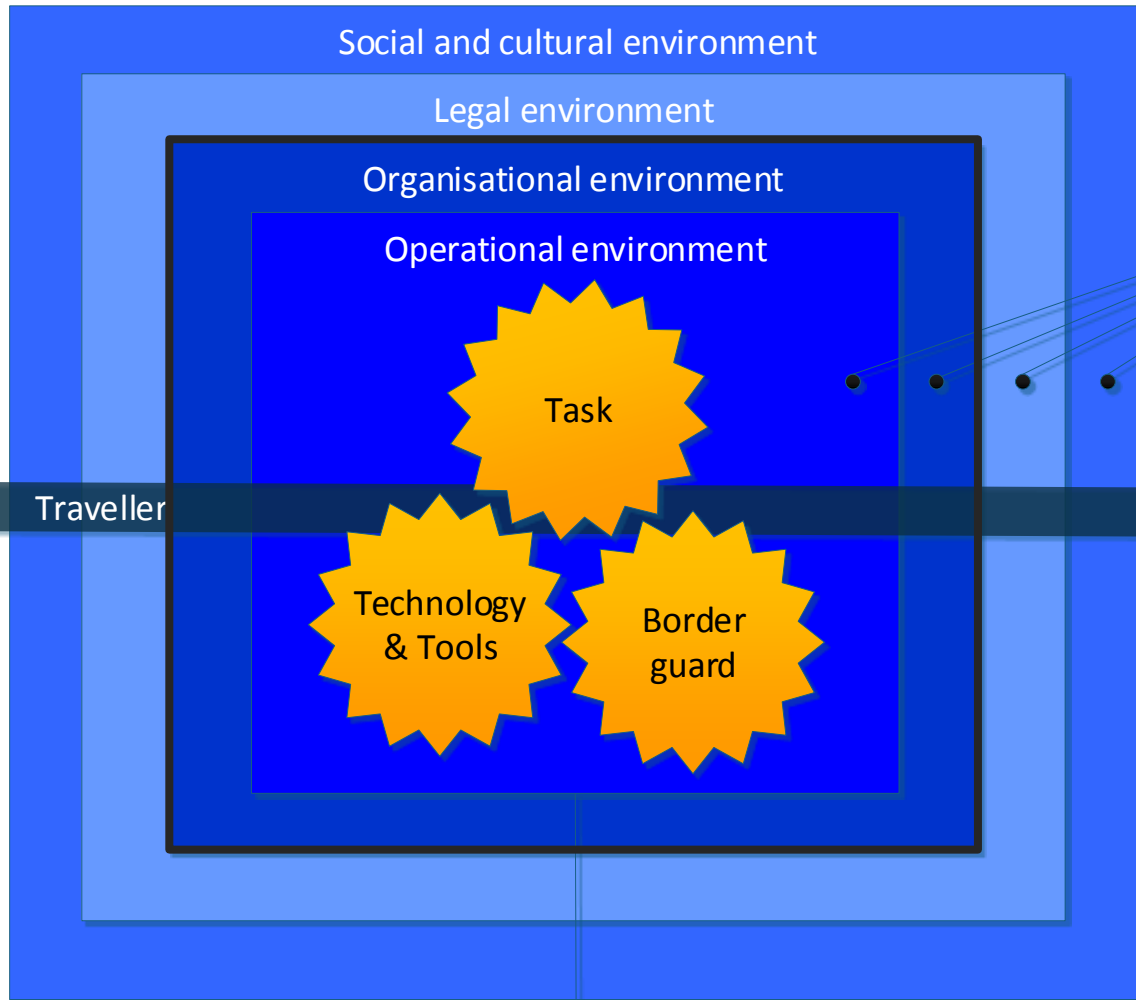 Social and cultural environment
Legal environment
Organisational environment
Operational environment
Task
Traveller
Technology
& Tools
Border
guard